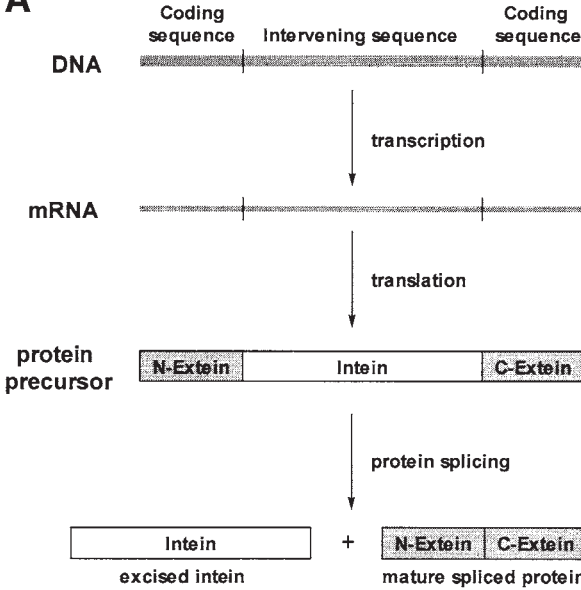 A
Coding
sequence
Intervening sequence
Coding
sequence
DNA
transcription
mRNA
translation
protein
precursor
N-Extein
Intein
C-Extein
protein splicing
Intein
+
N-Extein
C-Extein
excised intein
mature spliced protein